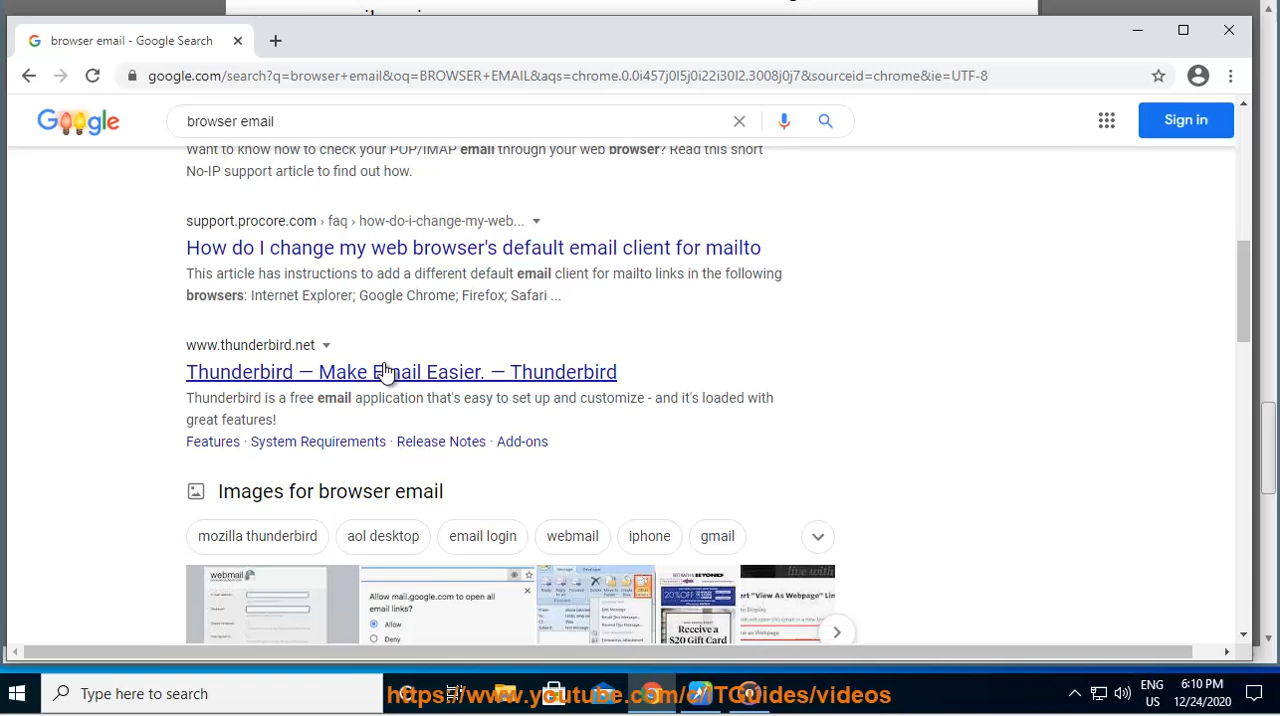 browser email - Google Search
google.com/search?q=browser+email&oq=BROWSER+EMAIL&aqs=chrome.0.0i457j0l5j0i22i30l2.3008j0j7&sourceid=chrome&ie=UTF-8
Google
browser email
Sign in
Want to know how to check your POP/IMAP email through your web browser? Read this short
No-IP support article to find out how.
support.procore.com › faq › how-do-i-change-my-web...
How do I change my web browser's default email client for mailto
This article has instructions to add a different default email client for mailto links in the following
browsers: Internet Explorer; Google Chrome; Firefox; Safari ...
www.thunderbird.net
Thunderbird — Make Email Easier. — Thunderbird
Thunderbird is a free email application that's easy to set up and customize - and it's loaded with
great features!
Features · System Requirements · Release Notes · Add-ons
Images for browser email
mozilla thunderbird
aol desktop
email login
webmail
iphone
gmail
webmail
Allow mail.google.com to open all
email links?
Allow
Deny
20% OFF
Receive a
$20 Gift Card
live with
ert "View As Webpage" Lin
Type here to search
https://www.youtube.com/c/ITGuides/videos
ENG
US
6:10 PM
12/24/2020